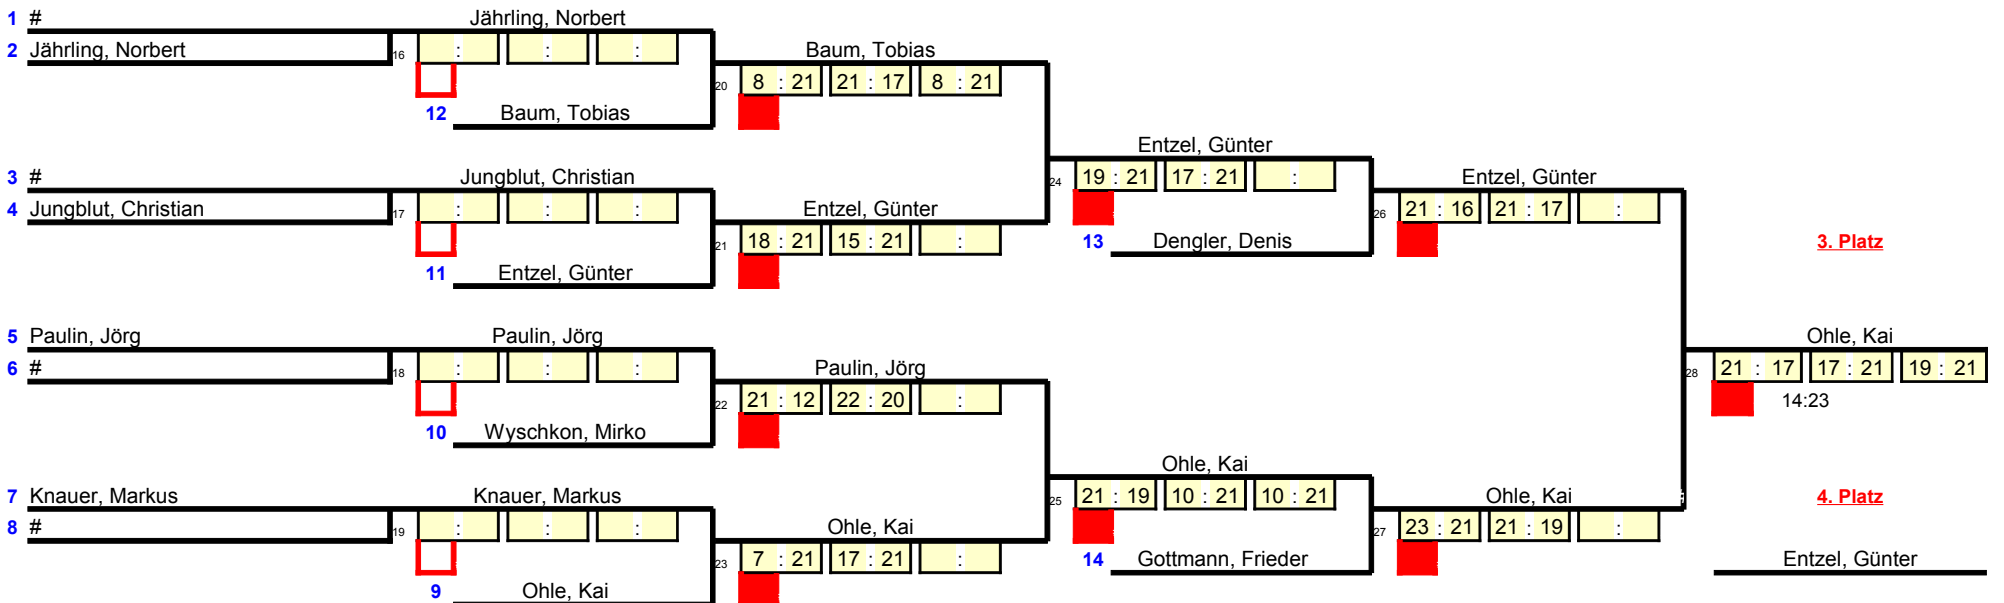 1 # Jährling, Norbert
2 Jährling, Norbert 16 : : : Baum, Tobias
20 8 : 21 21 : 17 8 : 21
12 Baum, Tobias
Entzel, Günter
3 # Jungblut, Christian 24 19 : 21 17 : 21 : Entzel, Günter
4 Jungblut, Christian 17 : : : Entzel, Günter 26 21 : 16 21 : 17 :
21 18 : 21 15 : 21 : 13 Dengler, Denis 3. Platz
11 Entzel, Günter
5 Paulin, Jörg Paulin, Jörg Ohle, Kai
6 # 18 : : : Paulin, Jörg 28 21 : 17 17 : 21 19 : 21
22 21 : 12 22 : 20 : 14:23
10 Wyschkon, Mirko
Ohle, Kai
7 Knauer, Markus Knauer, Markus 25 21 : 19 10 : 21 10 : 21 Ohle, Kai # 4. Platz
8 # 19 : : : Ohle, Kai 27 23 : 21 21 : 19 :
23 7 : 21 17 : 21 : 14 Gottmann, Frieder Entzel, Günter
9 Ohle, Kai